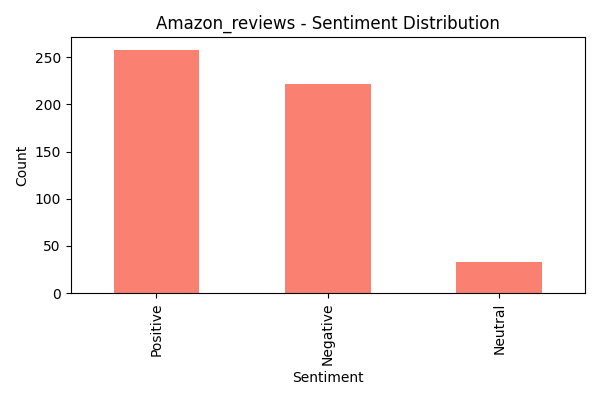 Amazon_reviews - Sentiment Distribution
250
200
150
100
50
0
Count
Positive
Negative
Neutral
Sentiment